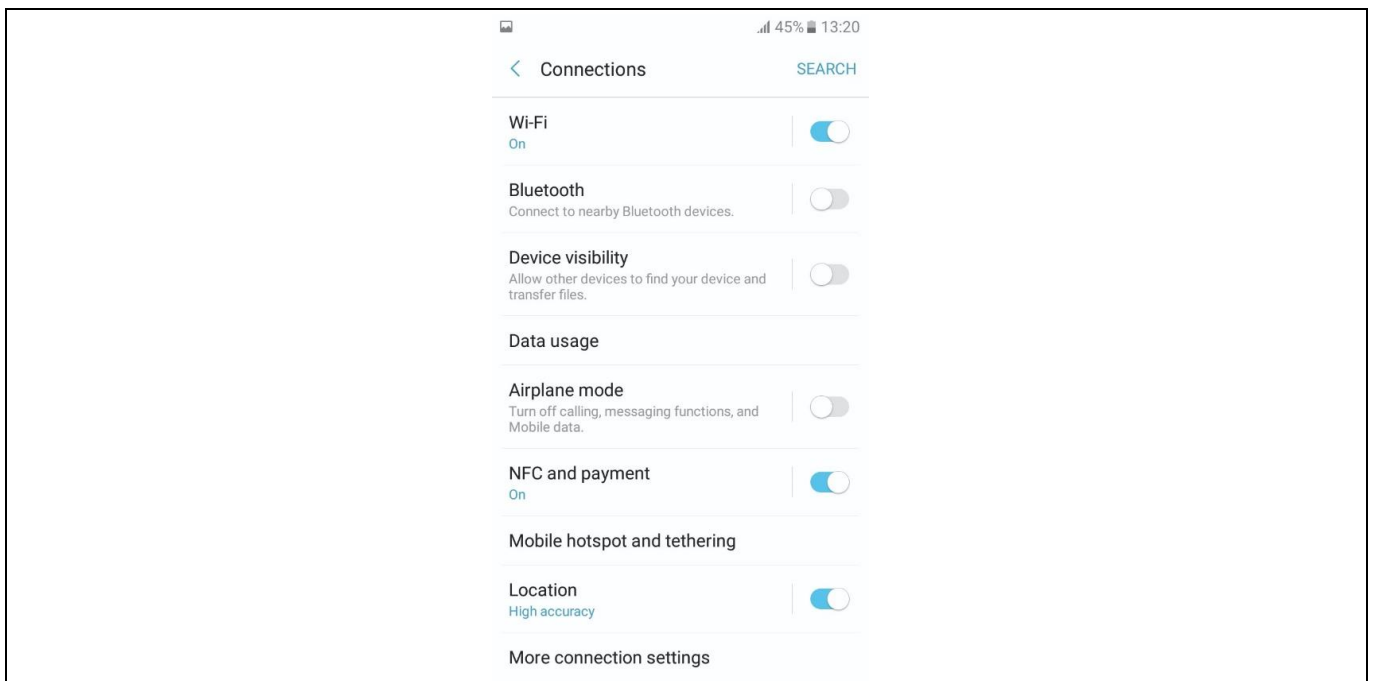 45% 13:20
Connections SEARCH
Wi-Fi
On
Bluetooth
Connect to nearby Bluetooth devices.
Device visibility
Allow other devices to find your device and
transfer files.
Data usage
Airplane mode
Turn off calling, messaging functions, and
Mobile data.
NFC and payment
On
Mobile hotspot and tethering
Location
High accuracy
More connection settings